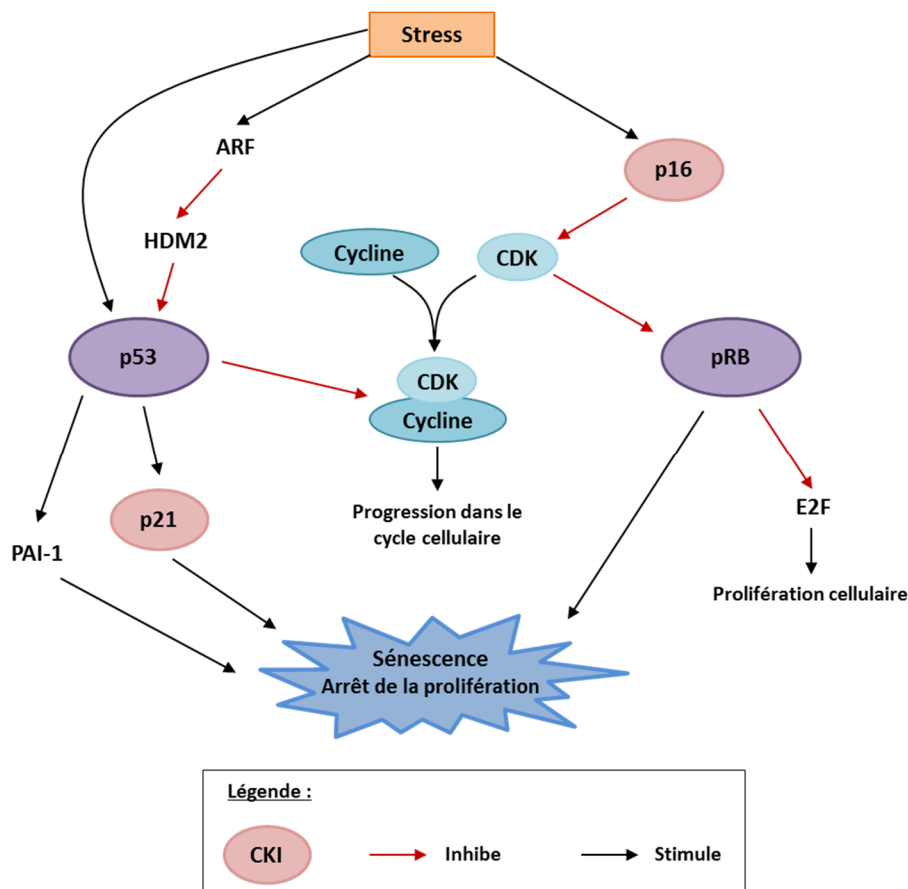 Stress
ARF
p16
HDM2
Cycline
CDK
p53
pRB
CDK
Cycline
p21
E2F
Progression dans le
cycle cellulaire
PAI-1
Prolifération cellulaire
Sénescence
Arrêt de la prolifération
Légende :
CKI
Inhibe
Stimule